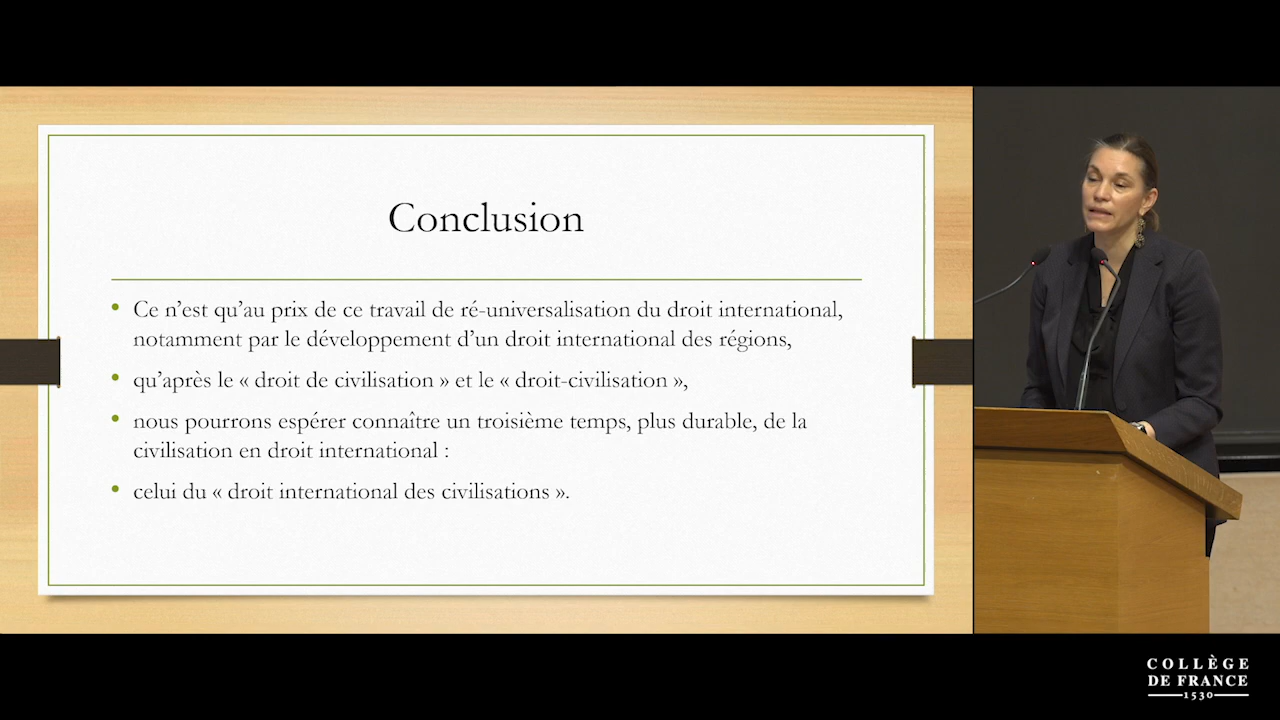 Conclusion
• Ce n’est qu’au prix de ce travail de ré-universalisation du droit international,
notamment par le développement d’un droit international des régions,
• qu’après le « droit de civilisation » et le « droit-civilisation »,
• nous pourrons espérer connaître un troisième temps, plus durable, de la
civilisation en droit international :
• celui du « droit international des civilisations ».
COLLÈGE
DE FRANCE
1530